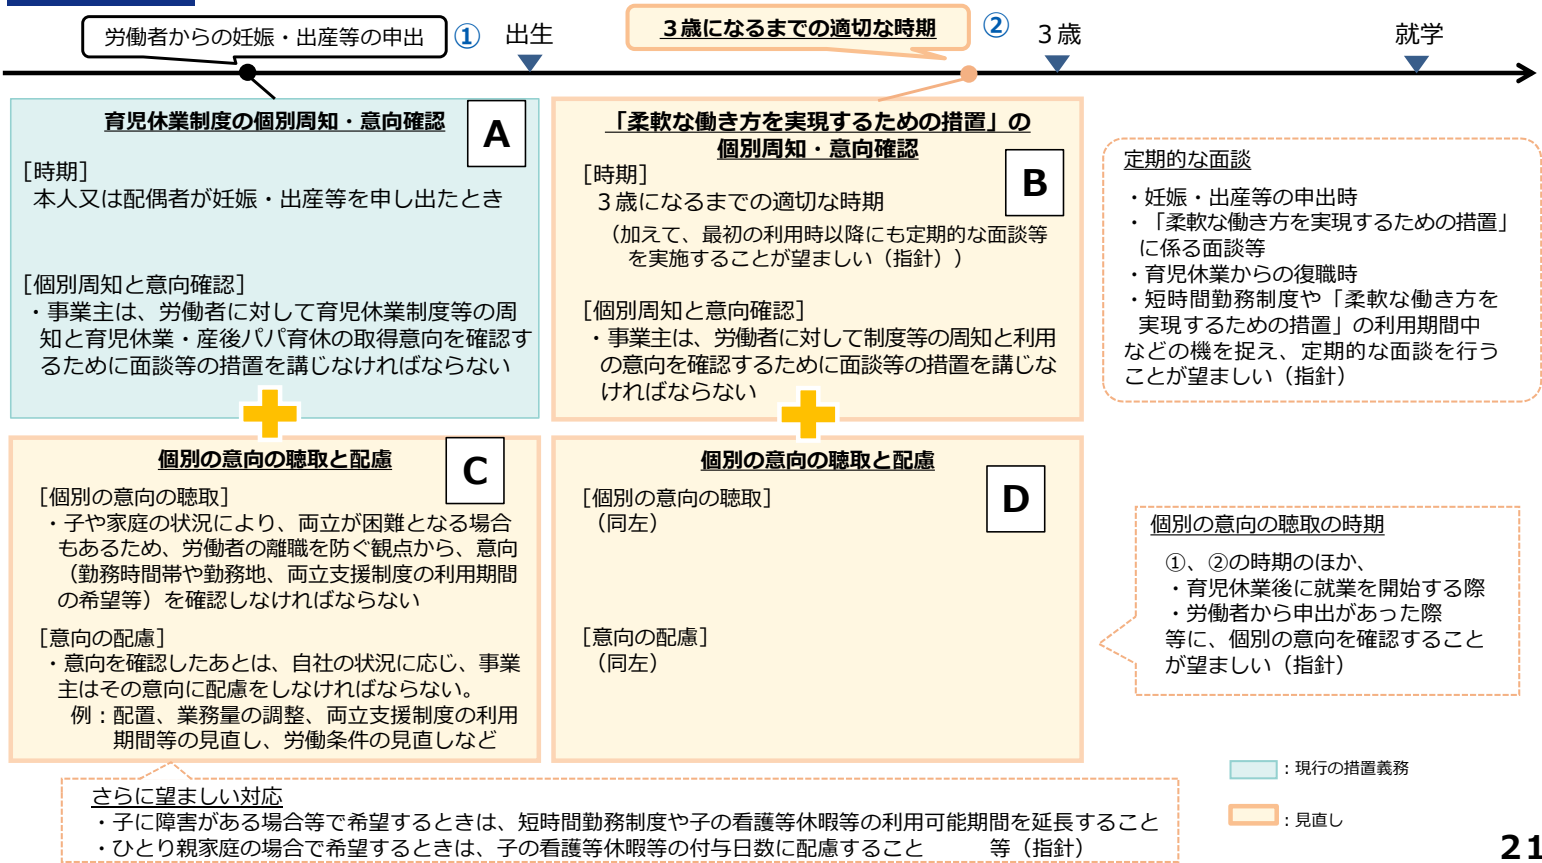 労働者からの妊娠・出産等の申出
①
出生
３歳になるまでの適切な時期
②
３歳
就学
育児休業制度の個別周知・意向確認
A
［時期］
本人又は配偶者が妊娠・出産等を申し出たとき
［個別周知と意向確認］
・事業主は、労働者に対して育児休業制度等の周
知と育児休業・産後パパ育休の取得意向を確認す
るために面談等の措置を講じなければならない
「柔軟な働き方を実現するための措置」の
個別周知・意向確認
B
［時期］
３歳になるまでの適切な時期
（加えて、最初の利用時以降にも定期的な面談等
を実施することが望ましい（指針））
［個別周知と意向確認］
・事業主は、労働者に対して制度等の周知と利用
の意向を確認するために面談等の措置を講じな
ければならない
定期的な面談
・妊娠・出産等の申出時
・「柔軟な働き方を実現するための措置」
に係る面談等
・育児休業からの復職時
・短時間勤務制度や「柔軟な働き方を
実現するための措置」の利用期間中
などの機を捉え、定期的な面談を行う
ことが望ましい（指針）
個別の意向の聴取と配慮
C
［個別の意向の聴取］
・子や家庭の状況により、両立が困難となる場合
もあるため、労働者の離職を防ぐ観点から、意向
（勤務時間帯や勤務地、両立支援制度の利用期間
の希望等）を確認しなければならない
［意向の配慮］
・意向を確認したあとは、自社の状況に応じ、事業
主はその意向に配慮をしなければならない。
例：配置、業務量の調整、両立支援制度の利用
期間等の見直し、労働条件の見直しなど
個別の意向の聴取と配慮
D
［個別の意向の聴取］
（同左）
［意向の配慮］
（同左）
個別の意向の聴取の時期
①、②の時期のほか、
・育児休業後に就業を開始する際
・労働者から申出があった際
等に、個別の意向を確認すること
が望ましい（指針）
さらに望ましい対応
・子に障害がある場合等で希望するときは、短時間勤務制度や子の看護等休暇等の利用可能期間を延長すること
・ひとり親家庭の場合で希望するときは、子の看護等休暇等の付与日数に配慮すること　　　等（指針）
：現行の措置義務
：見直し
21